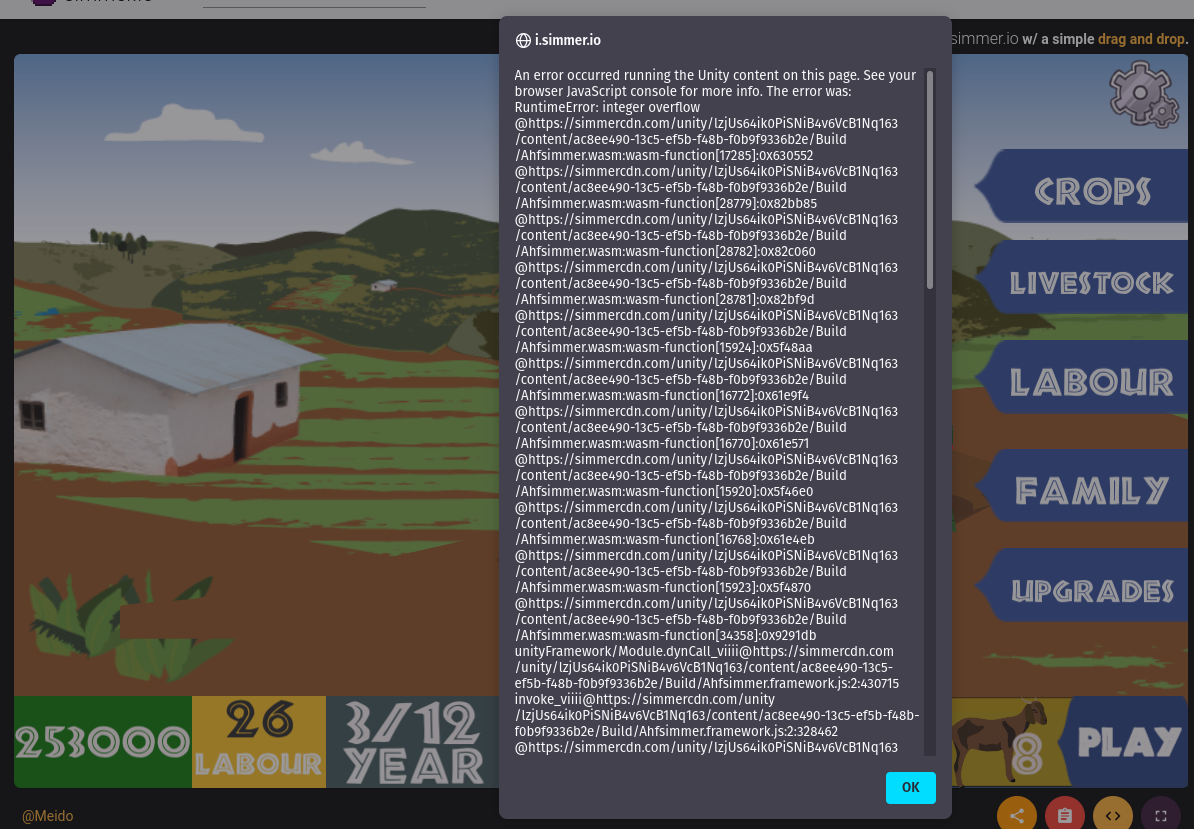 i.simmer.io
simmer.io w/ a simple drag and drop.
An error occurred running the Unity content on this page. See your
browser JavaScript console for more info. The error was:
RuntimeError: integer overflow
@https://simmercdn.com/unity/lzjUs64ik0PiSNiB4v6VcB1Nq163
/content/ac8ee490-13c5-ef5b-f48b-f0b9f9336b2e/Build
/Ahfsimmer.wasm:wasm-function[17285]:0x630552
@https://simmercdn.com/unity/lzjUs64ik0PiSNiB4v6VcB1Nq163
/content/ac8ee490-13c5-ef5b-f48b-f0b9f9336b2e/Build
/Ahfsimmer.wasm:wasm-function[28779]:0x82bb85
@https://simmercdn.com/unity/lzjUs64ik0PiSNiB4v6VcB1Nq163
/content/ac8ee490-13c5-ef5b-f48b-f0b9f9336b2e/Build
/Ahfsimmer.wasm:wasm-function[28782]:0x82c060
@https://simmercdn.com/unity/lzjUs64ik0PiSNiB4v6VcB1Nq163
/content/ac8ee490-13c5-ef5b-f48b-f0b9f9336b2e/Build
/Ahfsimmer.wasm:wasm-function[28781]:0x82bf9d
@https://simmercdn.com/unity/lzjUs64ik0PiSNiB4v6VcB1Nq163
/content/ac8ee490-13c5-ef5b-f48b-f0b9f9336b2e/Build
/Ahfsimmer.wasm:wasm-function[15924]:0x5f48aa
@https://simmercdn.com/unity/lzjUs64ik0PiSNiB4v6VcB1Nq163
/content/ac8ee490-13c5-ef5b-f48b-f0b9f9336b2e/Build
/Ahfsimmer.wasm:wasm-function[16772]:0x61e9f4
@https://simmercdn.com/unity/lzjUs64ik0PiSNiB4v6VcB1Nq163
/content/ac8ee490-13c5-ef5b-f48b-f0b9f9336b2e/Build
/Ahfsimmer.wasm:wasm-function[16770]:0x61e571
@https://simmercdn.com/unity/lzjUs64ik0PiSNiB4v6VcB1Nq163
/content/ac8ee490-13c5-ef5b-f48b-f0b9f9336b2e/Build
/Ahfsimmer.wasm:wasm-function[15920]:0x5f46e0
@https://simmercdn.com/unity/lzjUs64ik0PiSNiB4v6VcB1Nq163
/content/ac8ee490-13c5-ef5b-f48b-f0b9f9336b2e/Build
/Ahfsimmer.wasm:wasm-function[16768]:0x61e4eb
@https://simmercdn.com/unity/lzjUs64ik0PiSNiB4v6VcB1Nq163
/content/ac8ee490-13c5-ef5b-f48b-f0b9f9336b2e/Build
/Ahfsimmer.wasm:wasm-function[15923]:0x5f4870
@https://simmercdn.com/unity/lzjUs64ik0PiSNiB4v6VcB1Nq163
/content/ac8ee490-13c5-ef5b-f48b-f0b9f9336b2e/Build
/Ahfsimmer.wasm:wasm-function[34358]:0x9291db
unityFramework/Module.dynCall_viiii@https://simmercdn.com
/unity/lzjUs64ik0PiSNiB4v6VcB1Nq163/content/ac8ee490-13c5-
ef5b-f48b-f0b9f9336b2e/Build/Ahfsimmer.framework.js:2:430715
invoke_viiii@https://simmercdn.com/unity
/lzjUs64ik0PiSNiB4v6VcB1Nq163/content/ac8ee490-13c5-ef5b-f48b-
f0b9f9336b2e/Build/Ahfsimmer.framework.js:2:328462
@https://simmercdn.com/unity/lzjUs64ik0PiSNiB4v6VcB1Nq163
OK
CROPS
LIVESTOCK
LABOUR
FAMILY
UPGRADES
253000
26
LABOUR
3/12
YEAR
8
PLAY
@Meido